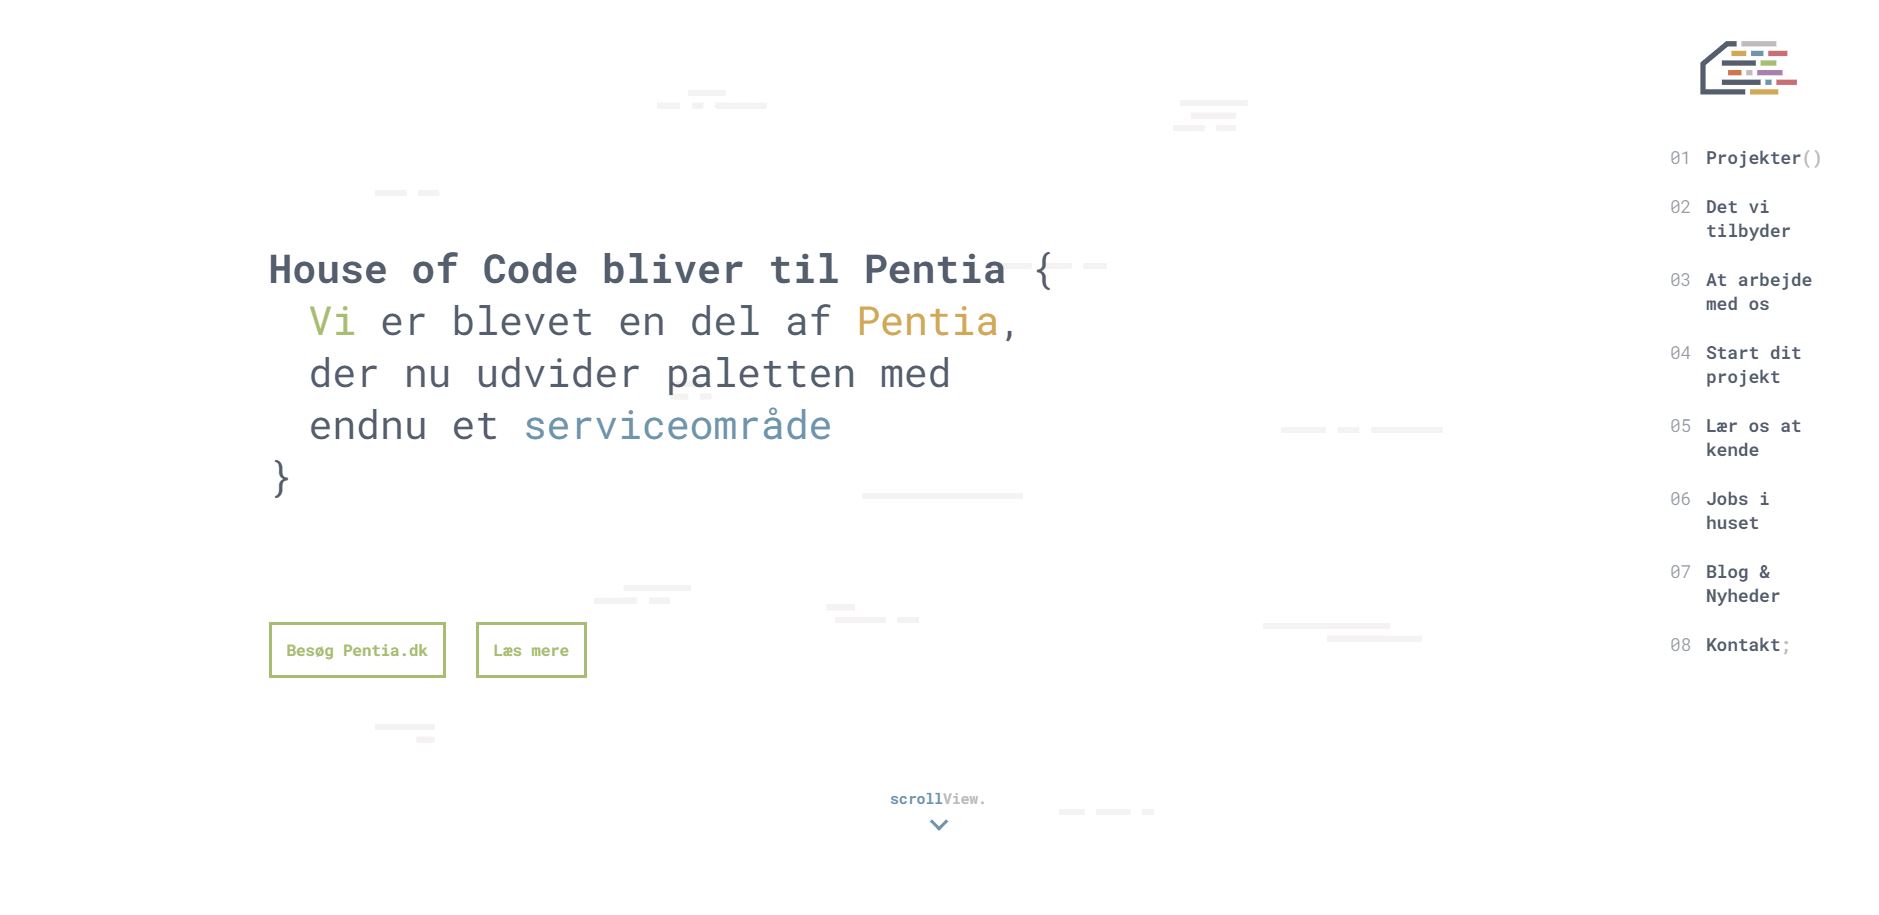 House of Code bliver til Pentia {
Vi er blevet en del af Pentia,
der nu udvider paletten med
endnu et serviceområde
}
Besøg Pentia.dk
Læs mere
scrollView.
01 Projekter()
02 Det vi
tilbyder
03 At arbejde
med os
04 Start dit
projekt
05 Lær os at
kende
06 Jobs i
huset
07 Blog &
Nyheder
08 Kontakt;